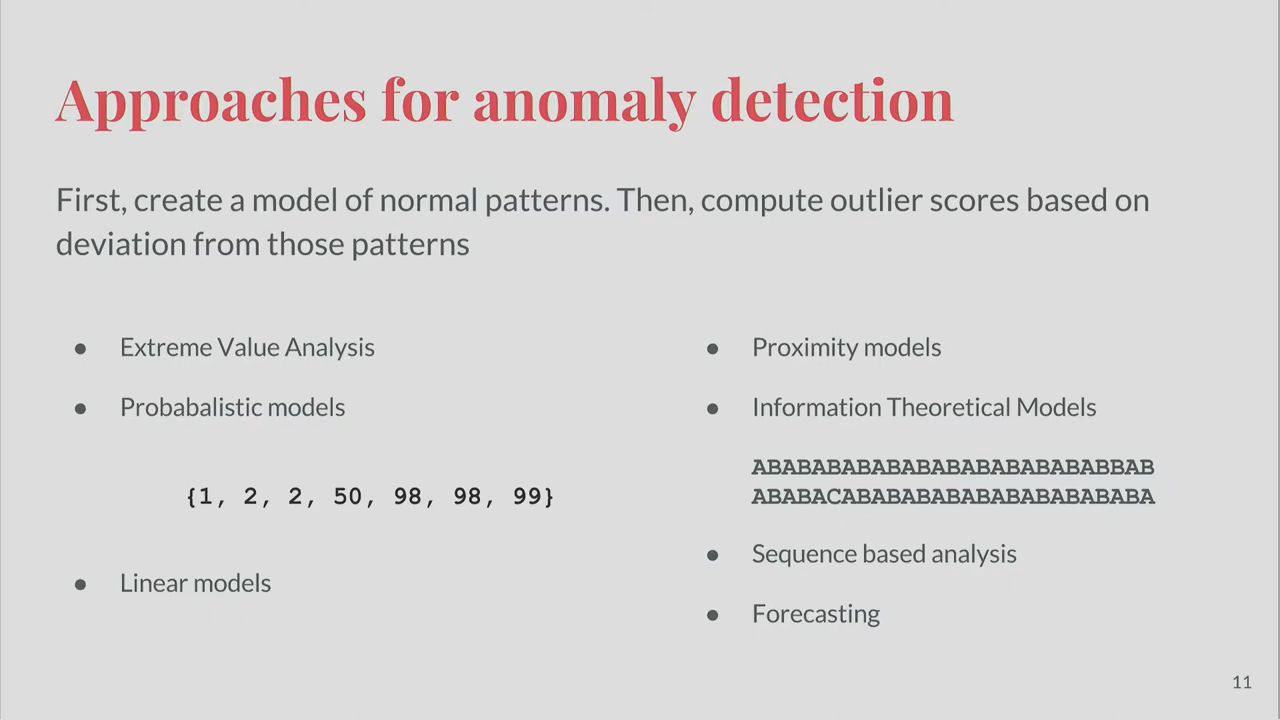 Approaches for anomaly detection
First, create a model of normal patterns. Then, compute outlier scores based on
deviation from those patterns
● Extreme Value Analysis
● Probabalistic models
{1, 2, 2, 50, 98, 98, 99}
● Linear models
● Proximity models
● Information Theoretical Models
ABABABABABABABABABABABABBAB
ABABACABABABABABABABABABABA
● Sequence based analysis
● Forecasting
11